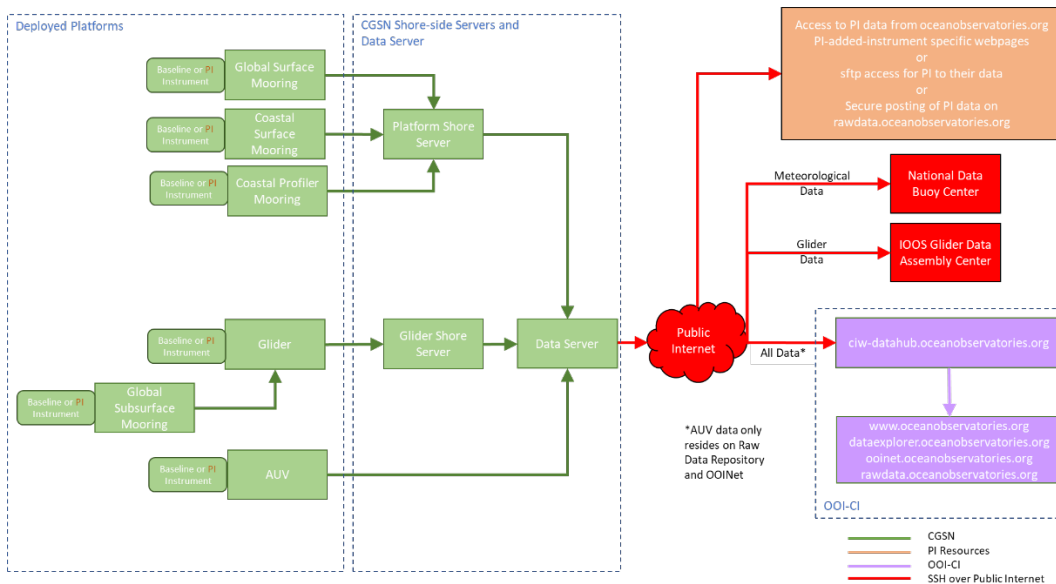 Deployed Platforms
Baseline or PI
Instrument
Global Surface
Mooring
Baseline or PI
Instrument
Coastal
Surface
Mooring
Baseline or PI
Instrument
Coastal Profiler
Mooring
Baseline or PI
Instrument
Glider
Baseline or PI
Instrument
Global
Subsurface
Mooring
Baseline or PI
Instrument
AUV
CGSN Shore-side Servers and
Data Server
Platform Shore
Server
Glider Shore
Server
Data Server
Public
Internet
Access to PI data from oceanobservatories.org
PI-added-instrument specific webpages
or
sftp access for PI to their data
or
Secure posting of PI data on
rawdata.oceanobservatories.org
Meteorological
Data
National Data
Buoy Center
Glider
Data
IOOS Glider Data
Assembly Center
All Data*
ciw-datahub.oceanobservatories.org
www.oceanobservatories.org
dataexplorer.oceanobservatories.org
ooinet.oceanobservatories.org
rawdata.oceanobservatories.org
OOI-CI
*AUV data only
resides on Raw
Data Repository
and OOINet
CGSN
PI Resources
OOI-CI
SSH over Public Internet